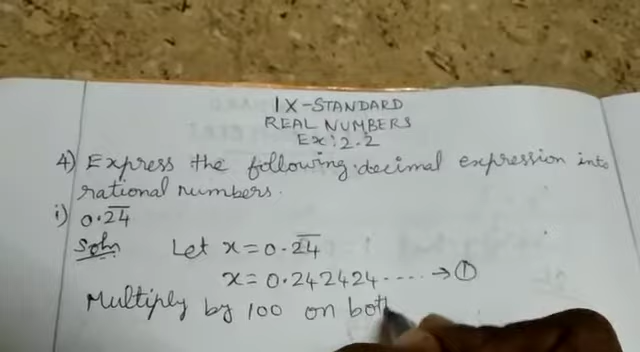 IX-STANDARD
REAL NUMBERS
Ex: 2.2
4) Express the following decimal expression into
rational numbers.
i) 0.2̅4̅
Soln Let x = 0.2̅4̅
x = 0.242424.... → ①
Multiply by 100 on both